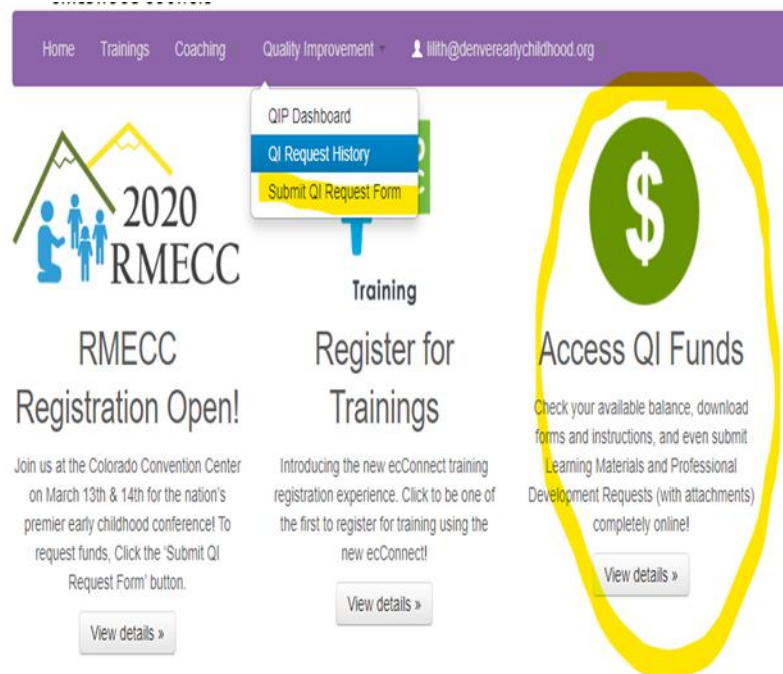 Home Trainings Coaching Quality Improvement lilith@denverearlychildhood.org
QIP Dashboard
QI Request History
Submit QI Request Form
2020
RMECC
RMECC
Registration Open!
Join us at the Colorado Convention Center
on March 13th & 14th for the nation's
premier early childhood conference! To
request funds, Click the 'Submit QI
Request Form' button.
View details »
Training
Register for
Trainings
Introducing the new ecConnect training
registration experience. Click to be one of
the first to register for training using the
new ecConnect!
View details »
$
Access QI Funds
Check your available balance, download
forms and instructions, and even submit
Learning Materials and Professional
Development Requests (with attachments)
completely online!
View details »